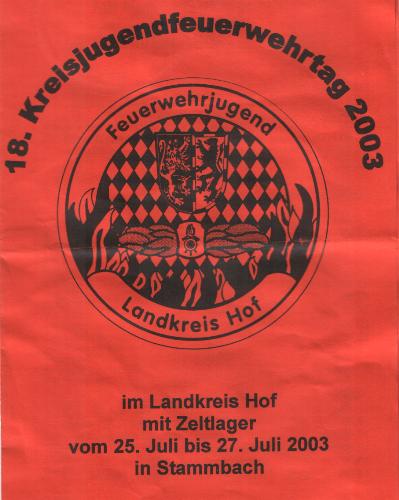 18. Kreisjugendfeuerwehrtag 2003
Feuerwehrjugend
Landkreis Hof
im Landkreis Hof
mit Zeltlager
vom 25. Juli bis 27. Juli 2003
in Stammbach